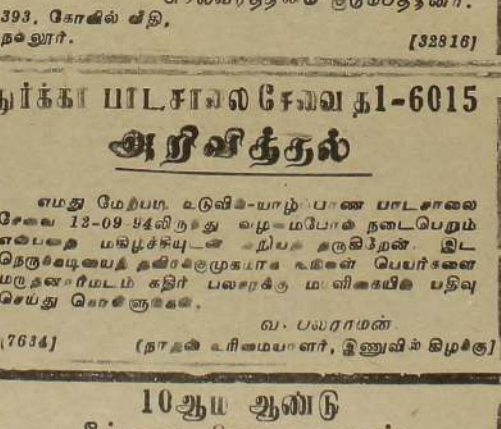 குடும்பத்தினர்.
393, கோவில் வீதி,
நல்லூர்.
[32816]
துர்க்கா பாடசாலை சேவை த1-6015
அறிவித்தல்
எமது மேற்படி உடுவில்-யாழ்ப்பாண பாடசாலை
சேவை 12-09-94லிருந்து வழமைபோல் நடைபெறும்
என்பதை மகிழ்ச்சியுடன் அறியத் தருகிறேன். இட
நெருக்கடியைத் தவிர்க்குமுகமாக உங்கள் பெயர்களை
மருதனார்மடம் கதிர் பலசரக்கு மாளிகையில் பதிவு
செய்து கொள்ளுங்கள்.
வ. பலராமன்
7634] (நாதன் உரிமையாளர், இணுவில் கிழக்கு]
10ஆம் ஆண்டு